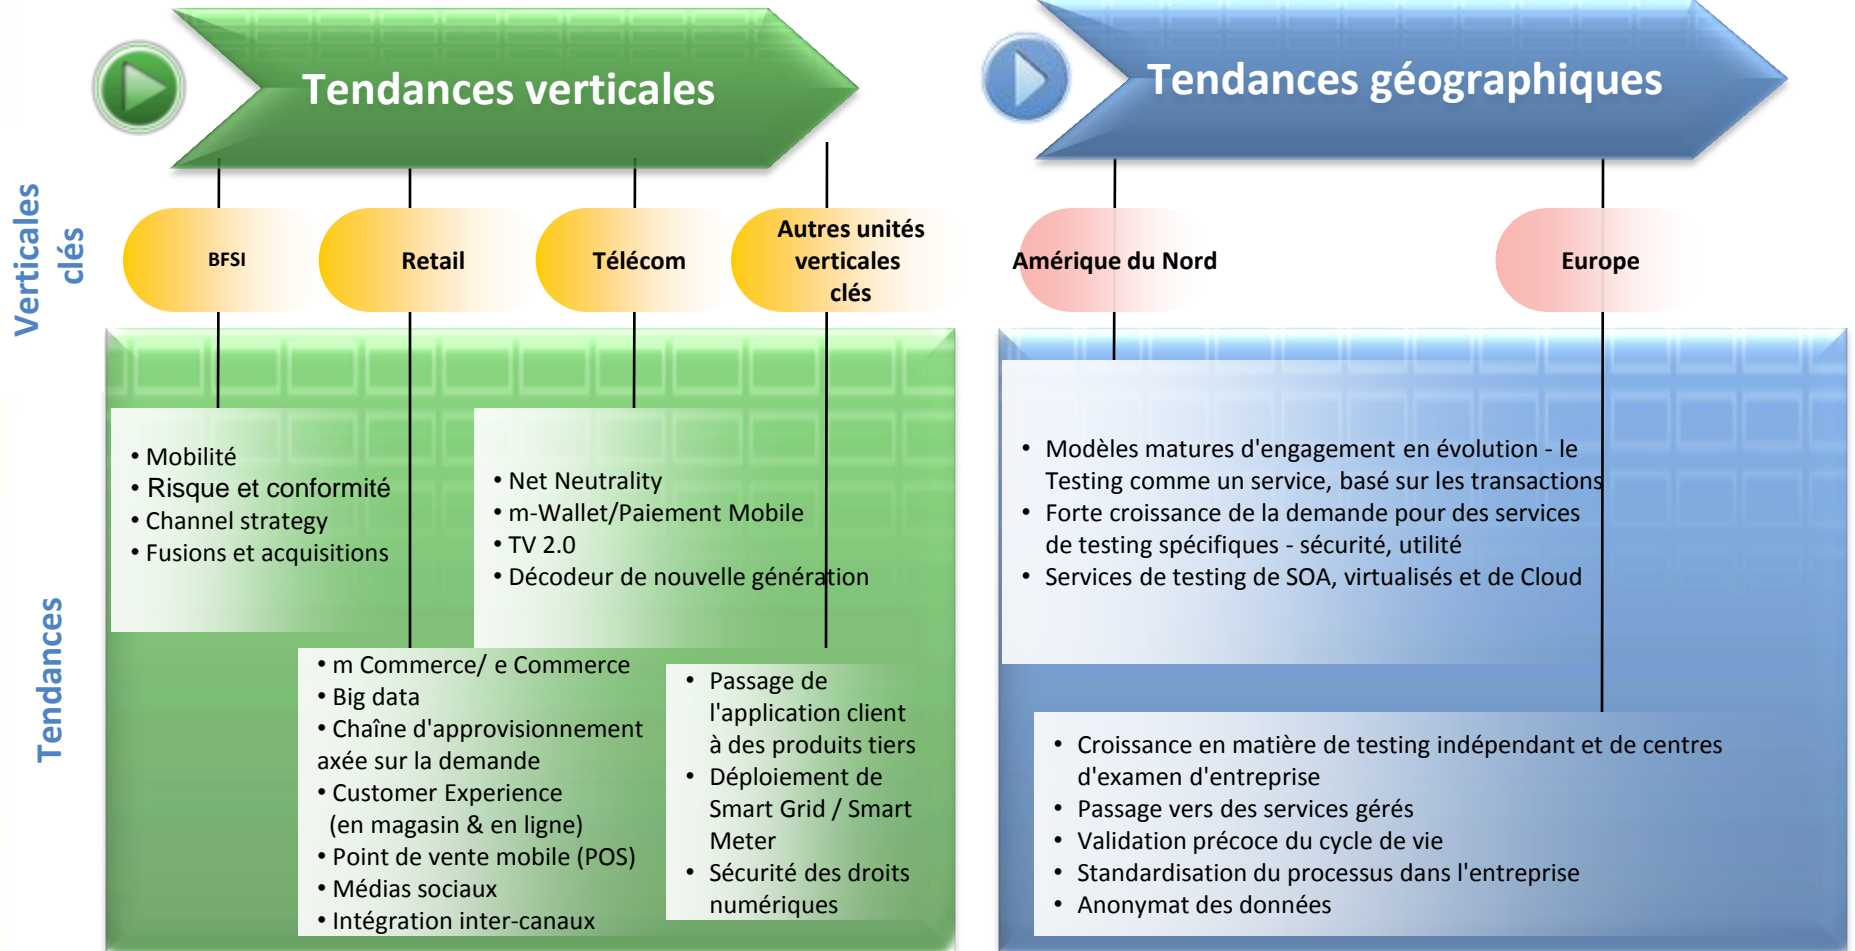 Tendances verticales
Tendances géographiques
Verticales
clés
BFSI
Retail
Télécom
Autres unités
verticales
clés
Amérique du Nord
Europe
Tendances
• Mobilité
• Risque et conformité
• Channel strategy
• Fusions et acquisitions
• Net Neutrality
• m-Wallet/Paiement Mobile
• TV 2.0
• Décodeur de nouvelle génération
• m Commerce/ e Commerce
• Big data
• Chaîne d'approvisionnement
axée sur la demande
• Customer Experience
(en magasin & en ligne)
• Point de vente mobile (POS)
• Médias sociaux
• Intégration inter-canaux
• Passage de
l'application client
à des produits tiers
• Déploiement de
Smart Grid / Smart
Meter
• Sécurité des droits
numériques
• Modèles matures d'engagement en évolution - le
Testing comme un service, basé sur les transactions
• Forte croissance de la demande pour des services
de testing spécifiques - sécurité, utilité
• Services de testing de SOA, virtualisés et de Cloud
• Croissance en matière de testing indépendant et de centres
d'examen d'entreprise
• Passage vers des services gérés
• Validation précoce du cycle de vie
• Standardisation du processus dans l'entreprise
• Anonymat des données